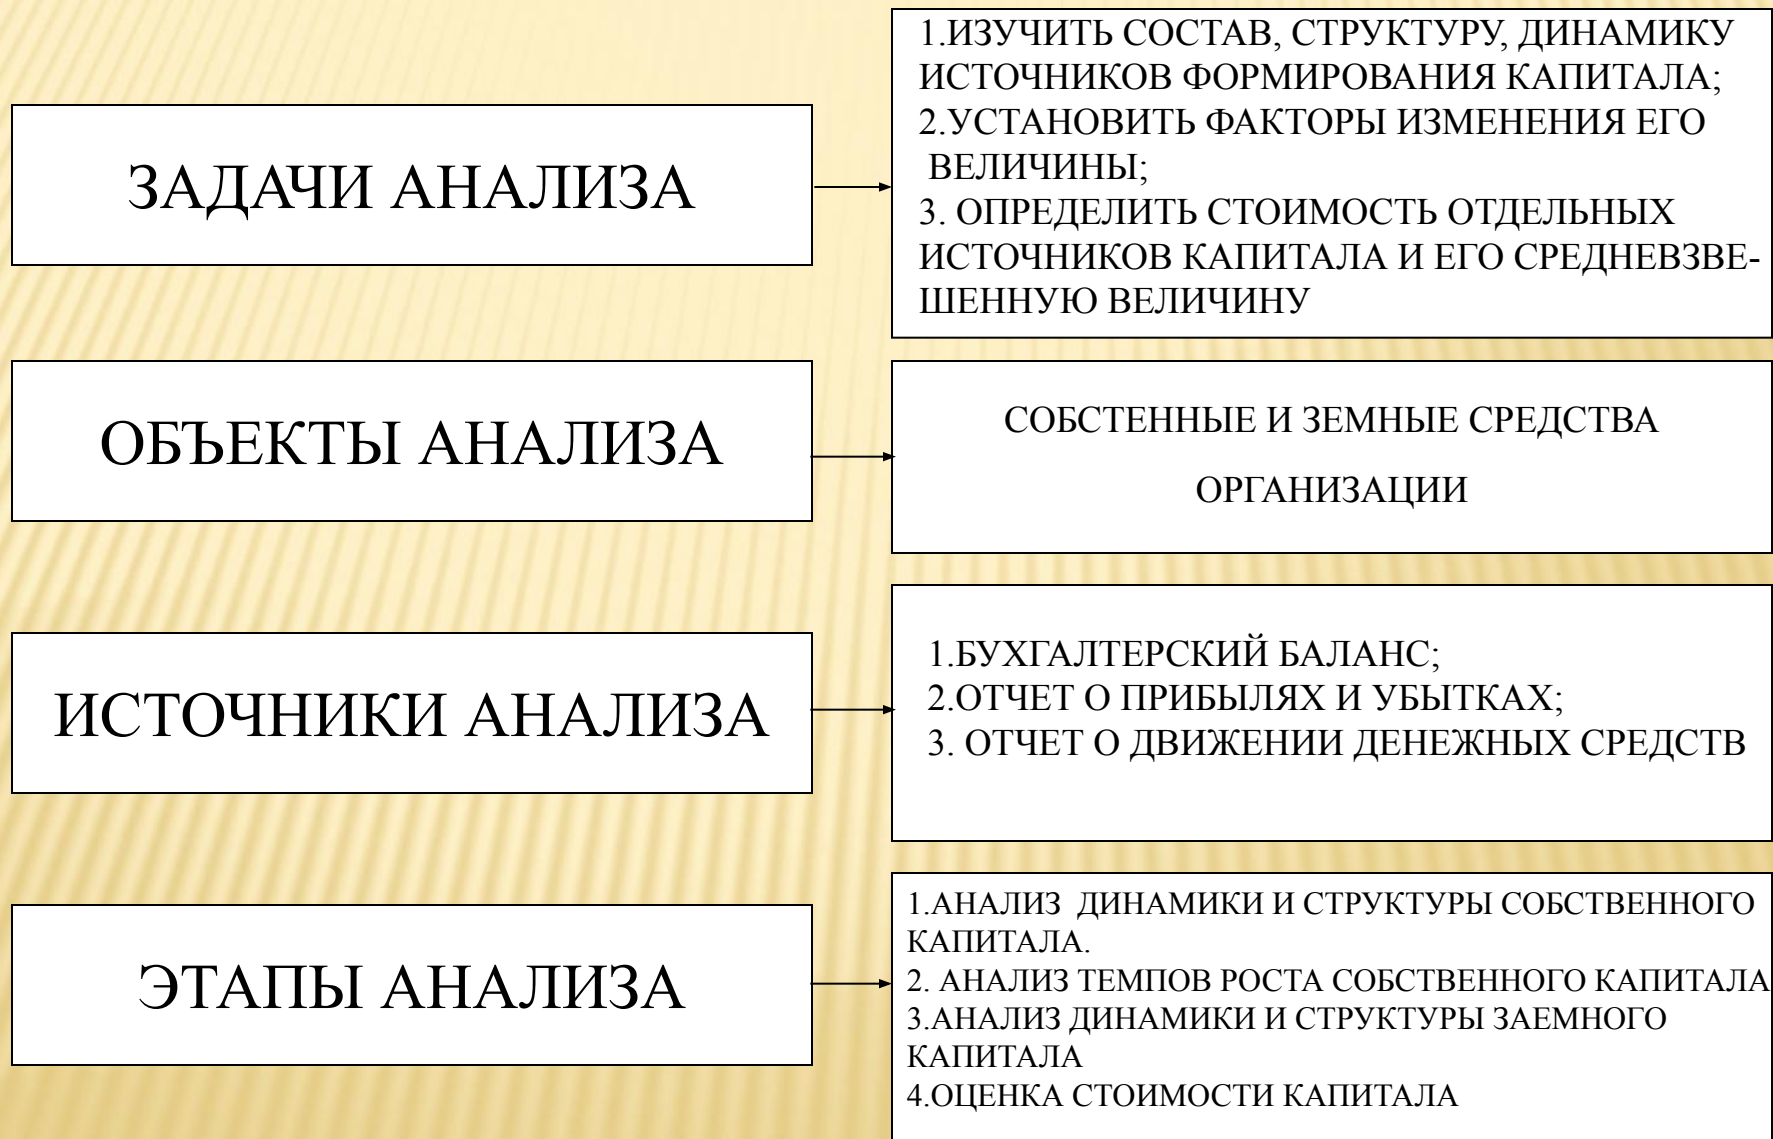 ЗАДАЧИ АНАЛИЗА
1.ИЗУЧИТЬ СОСТАВ, СТРУКТУРУ, ДИНАМИКУ
ИСТОЧНИКОВ ФОРМИРОВАНИЯ КАПИТАЛА;
2.УСТАНОВИТЬ ФАКТОРЫ ИЗМЕНЕНИЯ ЕГО
ВЕЛИЧИНЫ;
3. ОПРЕДЕЛИТЬ СТОИМОСТЬ ОТДЕЛЬНЫХ
ИСТОЧНИКОВ КАПИТАЛА И ЕГО СРЕДНЕВЗВЕ-
ШЕННУЮ ВЕЛИЧИНУ
ОБЪЕКТЫ АНАЛИЗА
СОБСТЕННЫЕ И ЗЕМНЫЕ СРЕДСТВА
ОРГАНИЗАЦИИ
ИСТОЧНИКИ АНАЛИЗА
1.БУХГАЛТЕРСКИЙ БАЛАНС;
2.ОТЧЕТ О ПРИБЫЛЯХ И УБЫТКАХ;
3. ОТЧЕТ О ДВИЖЕНИИ ДЕНЕЖНЫХ СРЕДСТВ
ЭТАПЫ АНАЛИЗА
1.АНАЛИЗ ДИНАМИКИ И СТРУКТУРЫ СОБСТВЕННОГО
КАПИТАЛА.
2. АНАЛИЗ ТЕМПОВ РОСТА СОБСТВЕННОГО КАПИТАЛА
3.АНАЛИЗ ДИНАМИКИ И СТРУКТУРЫ ЗАЕМНОГО
КАПИТАЛА
4.ОЦЕНКА СТОИМОСТИ КАПИТАЛА